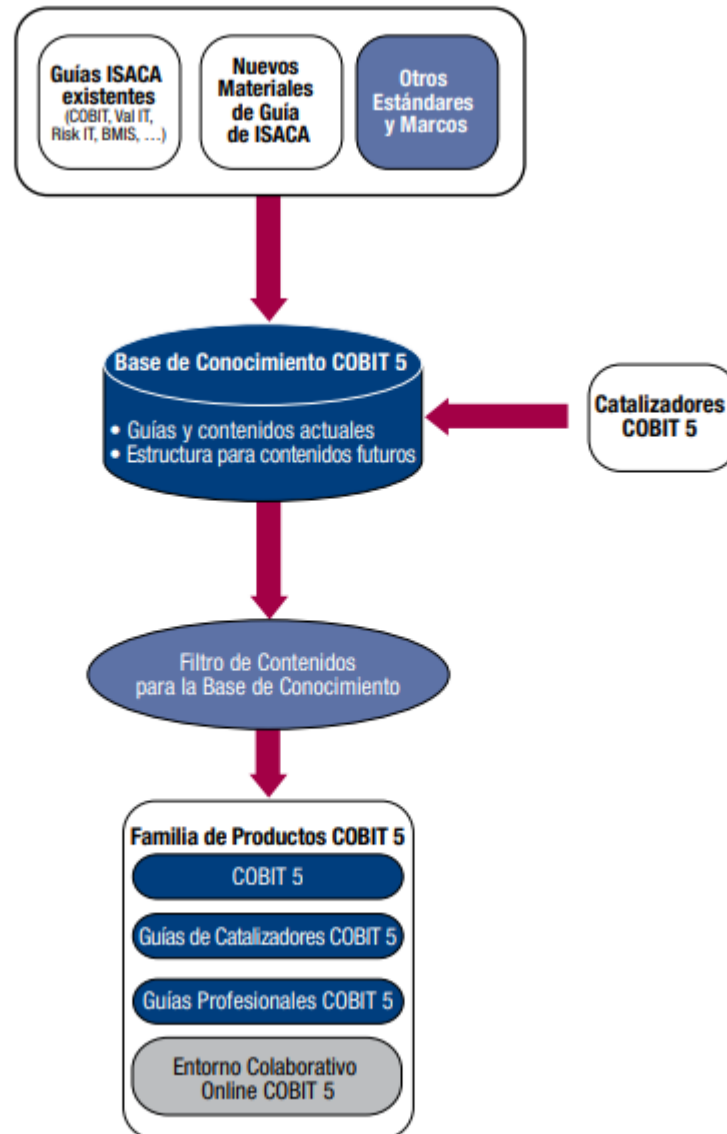 Guías ISACA
existentes
(COBIT, Val IT,
Risk IT, BMIS, …)
Nuevos
Materiales
de Guía
de ISACA
Otros
Estándares
y Marcos
Base de Conocimiento COBIT 5
• Guías y contenidos actuales
• Estructura para contenidos futuros
Catalizadores
COBIT 5
Filtro de Contenidos
para la Base de Conocimiento
Familia de Productos COBIT 5
COBIT 5
Guías de Catalizadores COBIT 5
Guías Profesionales COBIT 5
Entorno Colaborativo
Online COBIT 5